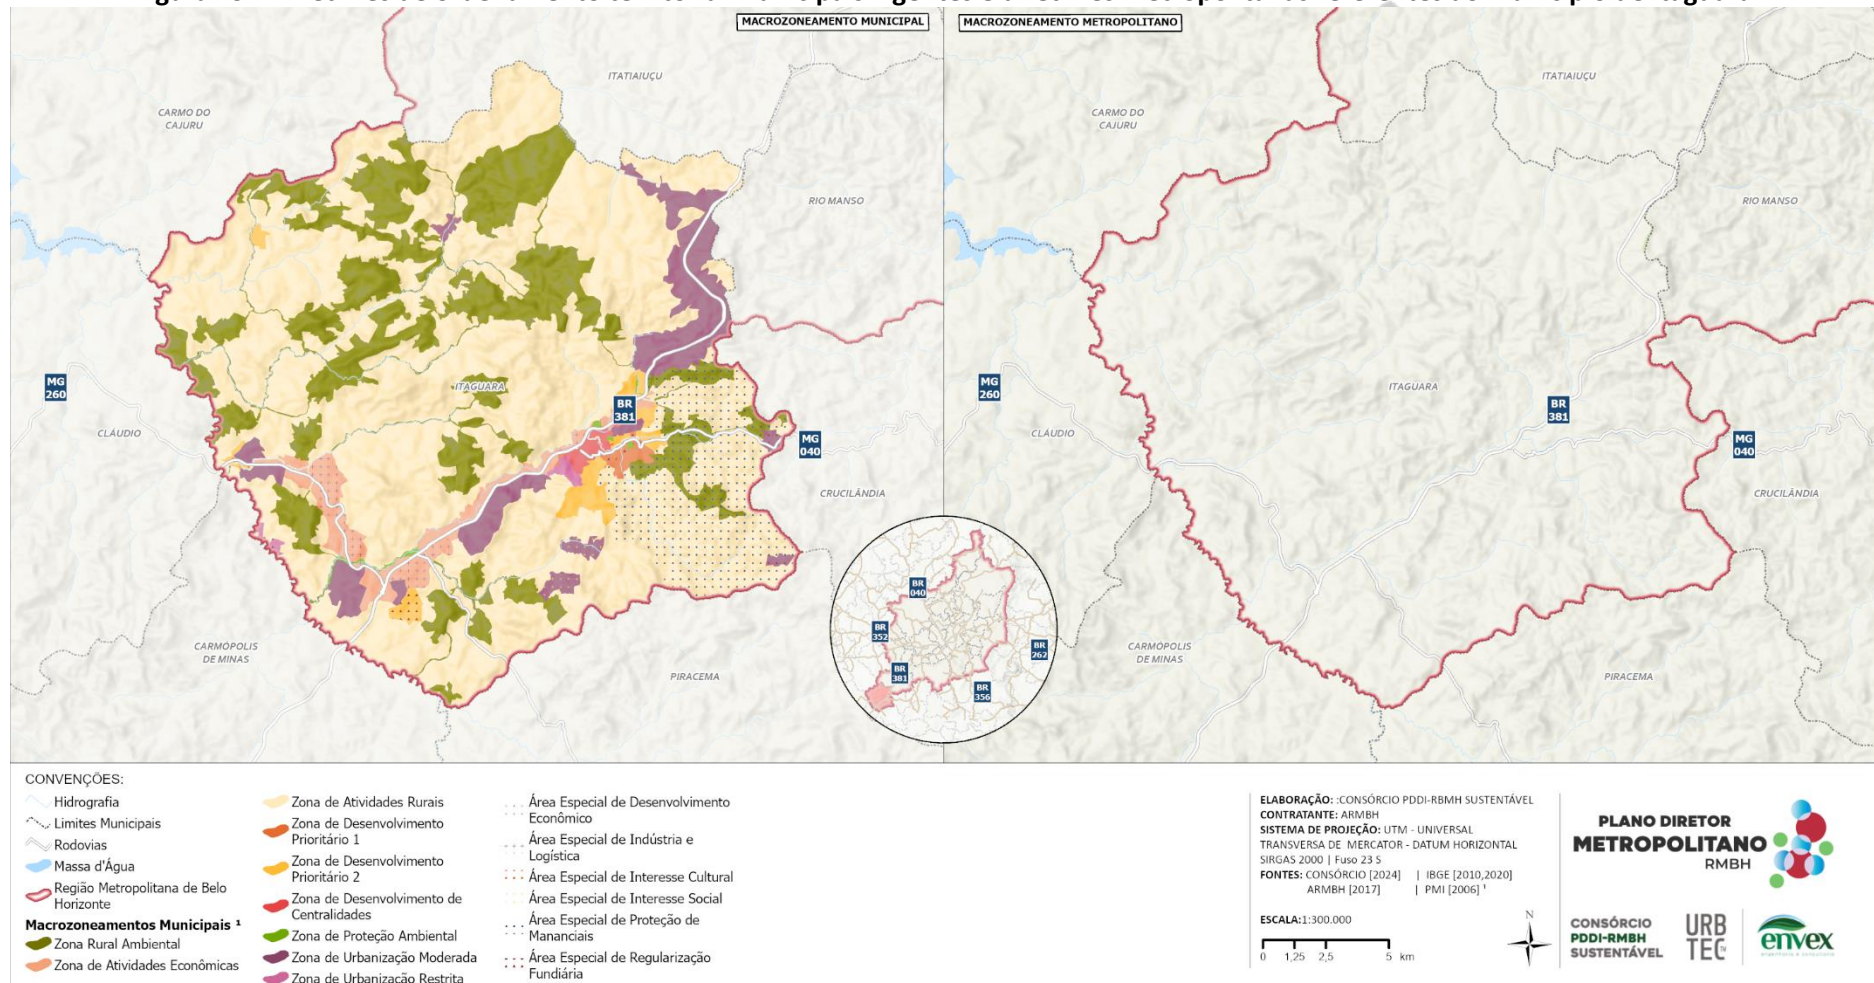 MACROZONEAMENTO MUNICIPAL
MACROZONEAMENTO METROPOLITANO
ITATIAIUÇU
CARMO DO
CAJURU
RIO MANSO
ITAGUARA
MG
260
BR
381
CLÁUDIO
MG
040
CRUCILÂNDIA
CARMÓPOLIS
DE MINAS
PIRACEMA
BR
040
BR
352
BR
262
BR
381
BR
356
ITATIAIUÇU
CARMO DO
CAJURU
RIO MANSO
ITAGUARA
MG
260
BR
381
CLÁUDIO
MG
040
CRUCILÂNDIA
CARMÓPOLIS
DE MINAS
PIRACEMA
CONVENÇÕES:
Hidrografia
Limites Municipais
Rodovias
Massa d'Água
Região Metropolitana de Belo
Horizonte
Macrozoneamentos Municipais ¹
Zona Rural Ambiental
Zona de Atividades Econômicas
Zona de Atividades Rurais
Zona de Desenvolvimento
Prioritário 1
Zona de Desenvolvimento
Prioritário 2
Zona de Desenvolvimento de
Centralidades
Zona de Proteção Ambiental
Zona de Urbanização Moderada
Zona de Urbanização Restrita
Área Especial de Desenvolvimento
Econômico
Área Especial de Indústria e
Logística
Área Especial de Interesse Cultural
Área Especial de Interesse Social
Área Especial de Proteção de
Mananciais
Área Especial de Regularização
Fundiária
ELABORAÇÃO: :CONSÓRCIO PDDI-RBMH SUSTENTÁVEL
CONTRATANTE: ARMBH
SISTEMA DE PROJEÇÃO: UTM - UNIVERSAL
TRANSVERSA DE MERCATOR - DATUM HORIZONTAL
SIRGAS 2000 | Fuso 23 S
FONTES: CONSÓRCIO [2024] | IBGE [2010,2020]
ARMBH [2017] | PMI [2006] ¹
ESCALA:1:300.000
0 1,25 2,5 5 km
N
PLANO DIRETOR
METROPOLITANO
RMBH
CONSÓRCIO
PDDI-RMBH
SUSTENTÁVEL
URB
TEC
envex